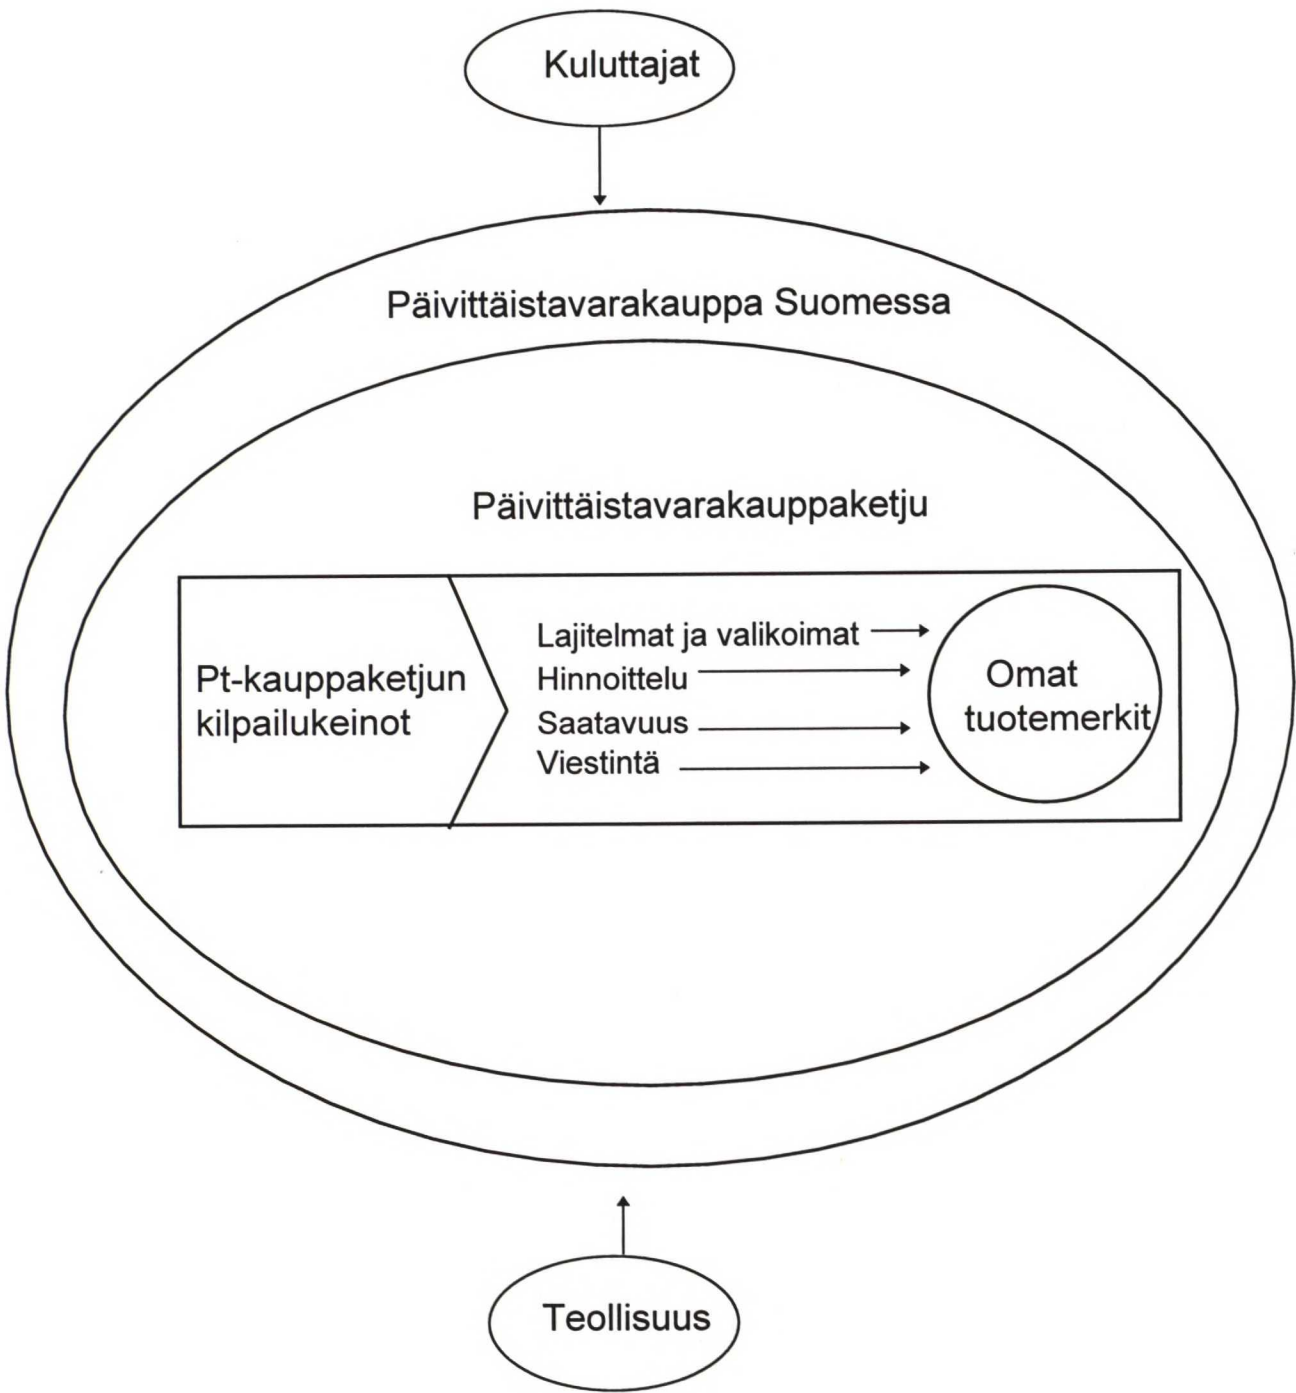 Kuluttajat
Päivittäistavarakauppa Suomessa
Päivittäistavarakauppaketju
Pt-kauppaketjun
kilpailukeinot
Lajitelmat ja valikoimat
Hinnoittelu
Saatavuus
Viestintä
Omat
tuotemerkit
Teollisuus